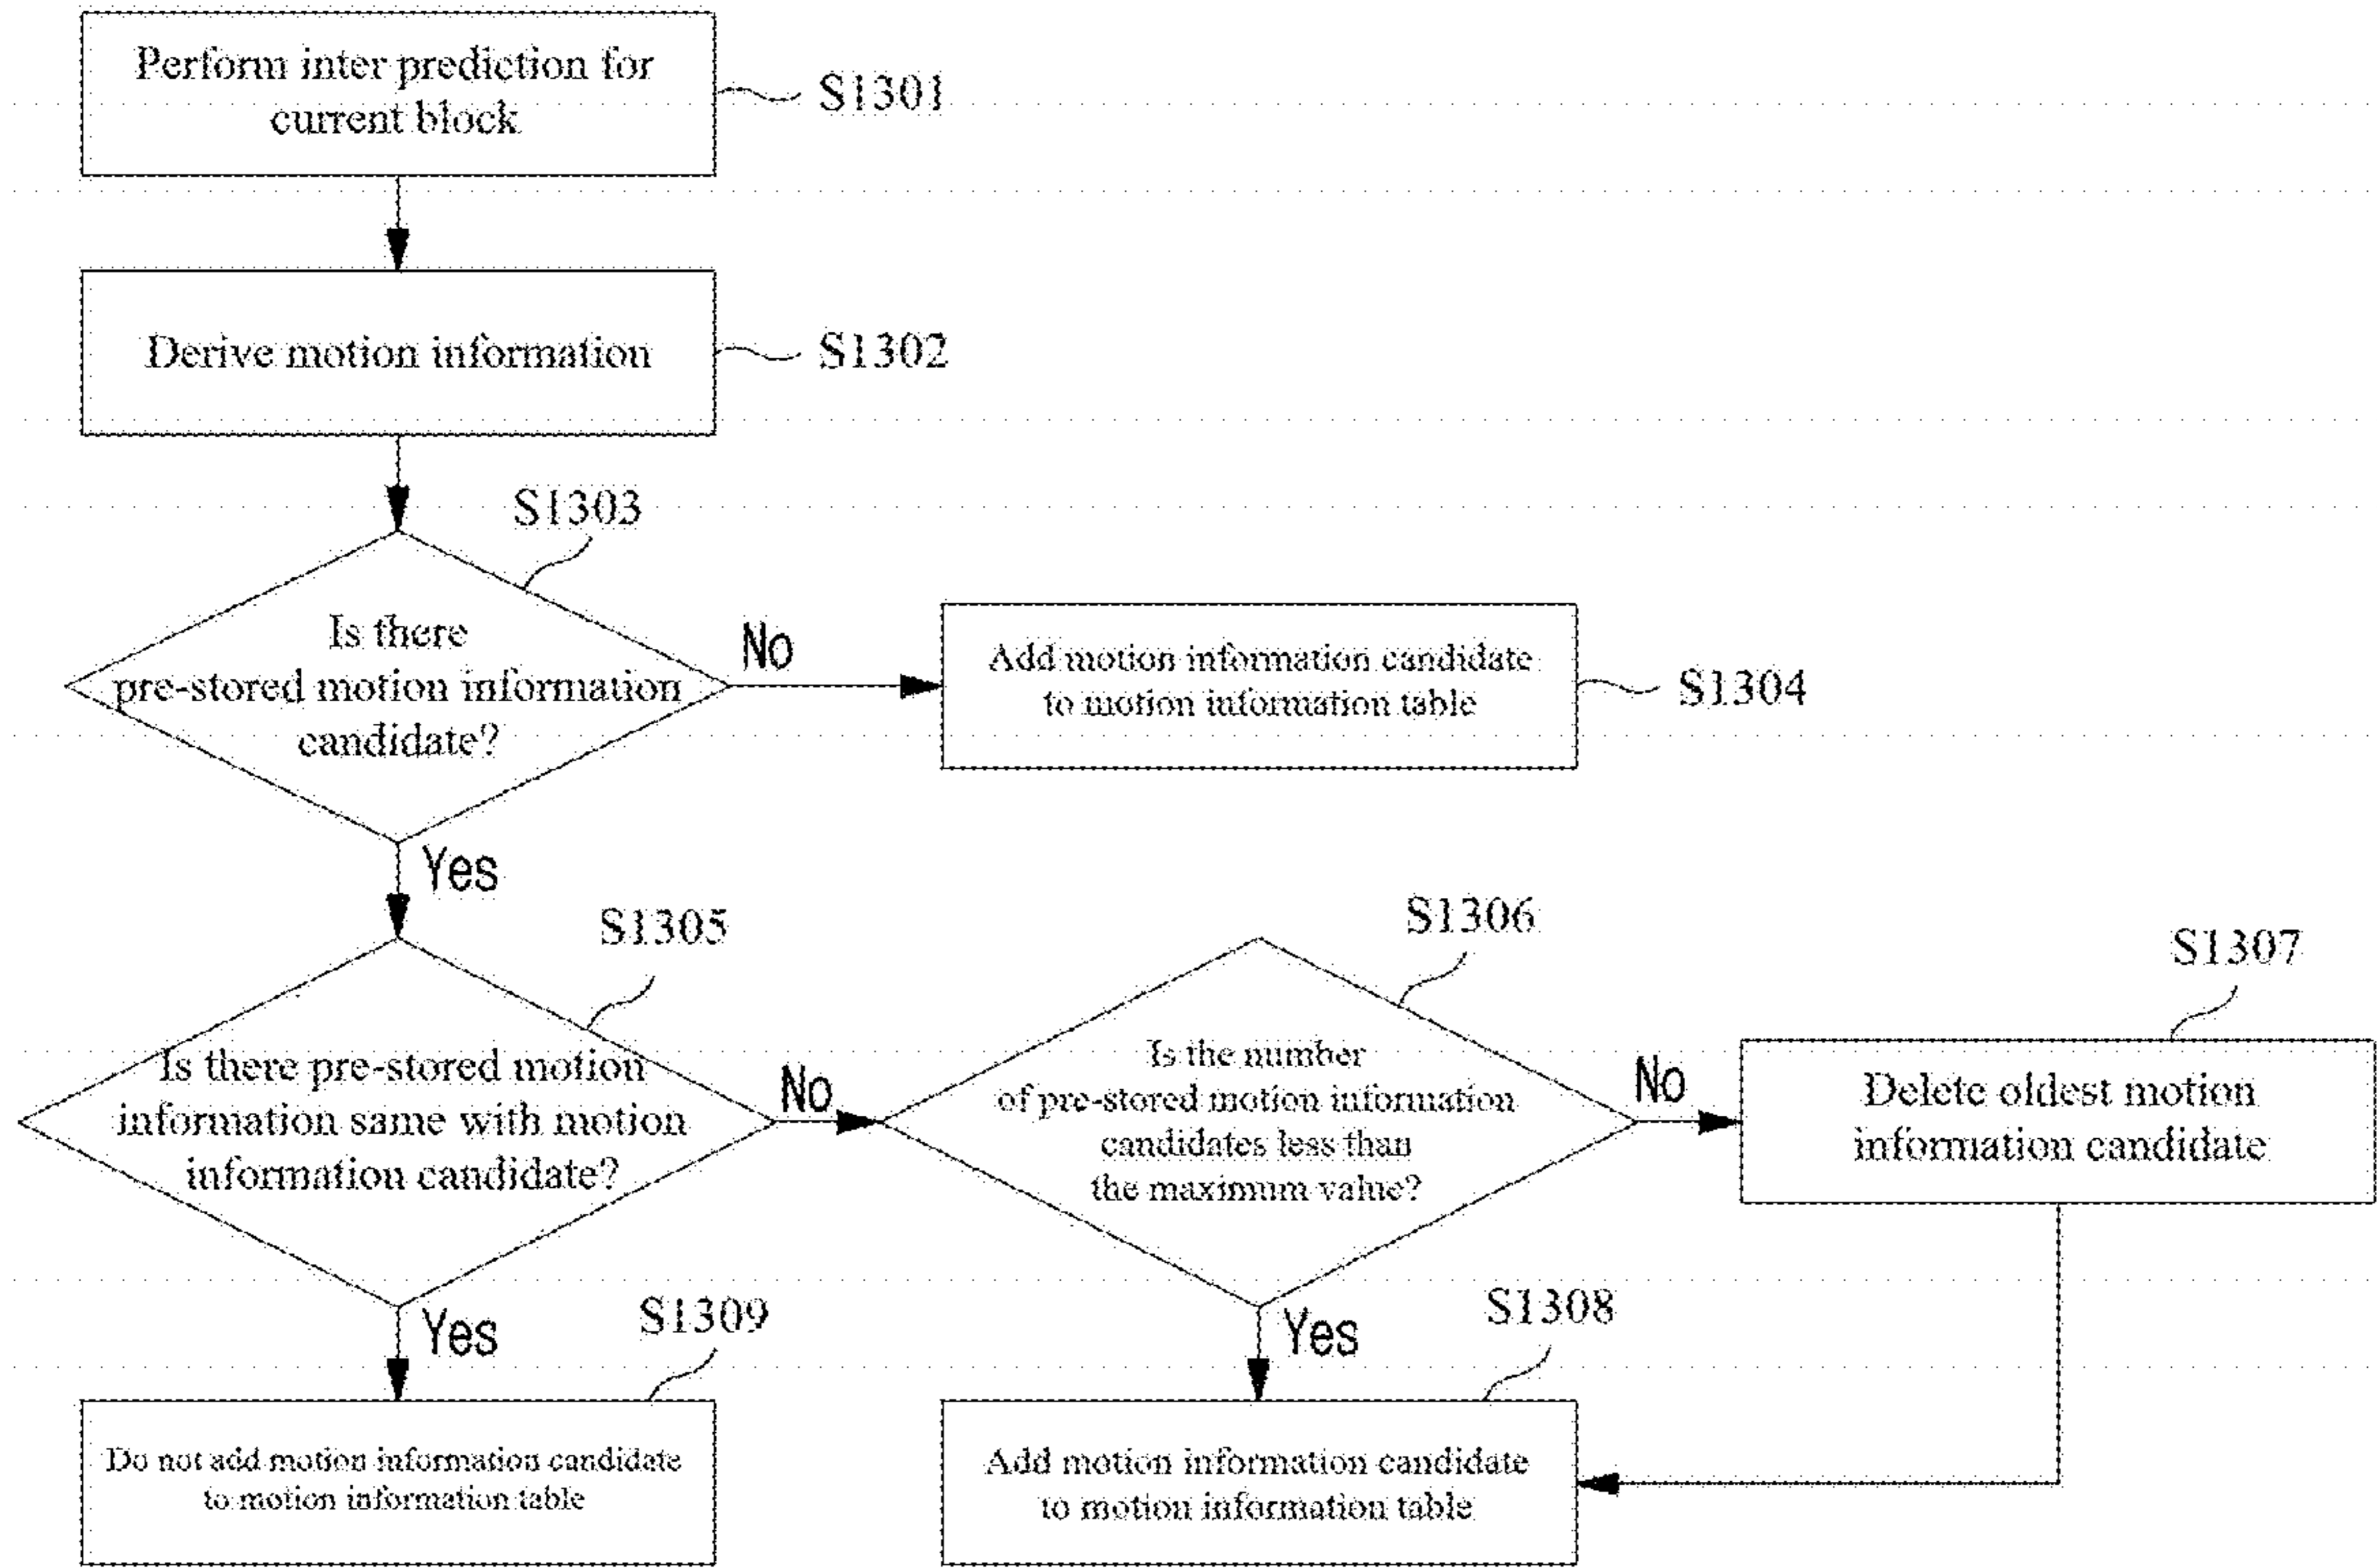 Perform inter prediction for
current block
S1301
Derive motion information
S1302
S1303
Is there
pre-stored motion information
candidate?
No
Add motion information candidate
to motion information table
S1304
Yes
S1305
Is there pre-stored motion
information same with motion
information candidate?
No
S1306
Is the number
of pre-stored motion information
candidates less than
the maximum value?
No
S1307
Delete oldest motion
information candidate
Yes
S1309
Do not add motion information candidate
to motion information table
Yes
S1308
Add motion information candidate
to motion information table